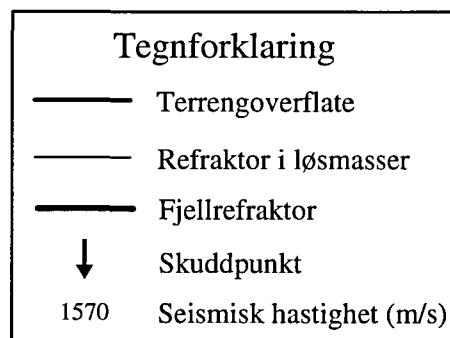 Tegnforklaring
Terrengoverflate
Refraktor i løsmasser
Fjellrefraktor
Skuddpunkt
1570 Seismisk hastighet (m/s)